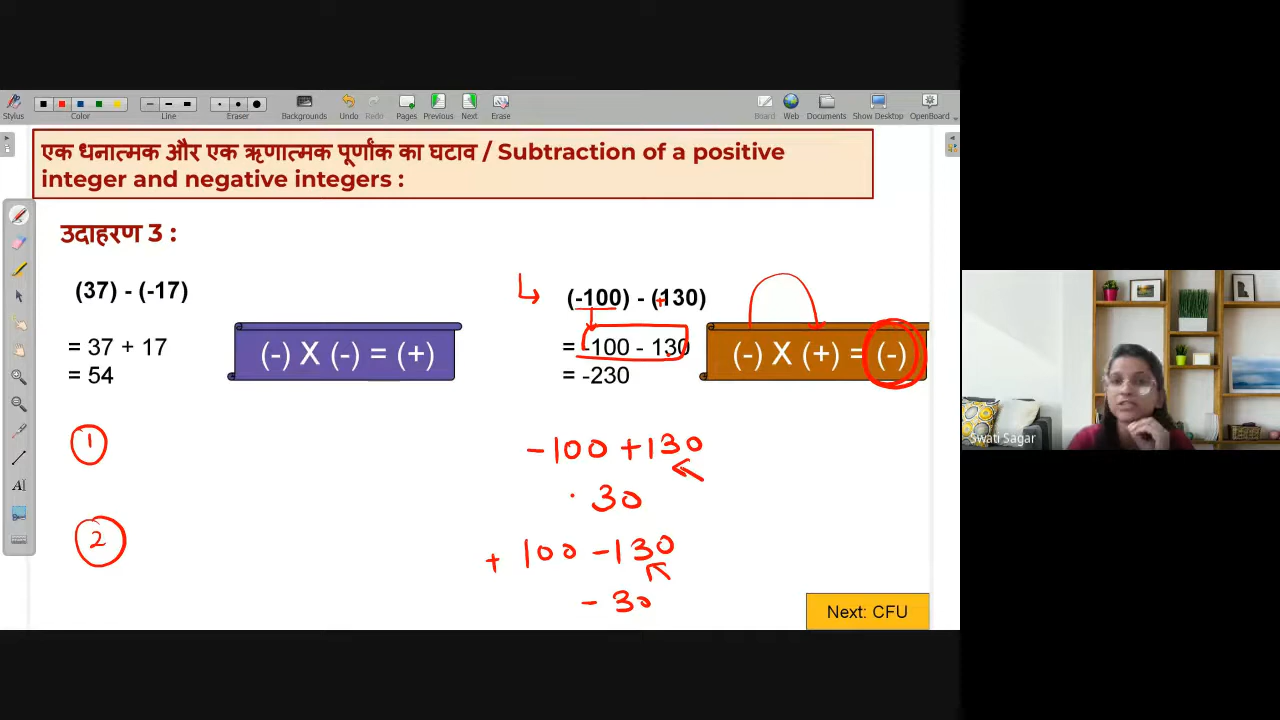 Stylus
Color
Line
Eraser
Backgrounds
Undo
Redo
Pages
Previous
Next
Erase
Board
Web
Documents
Show Desktop
OpenBoard
एक धनात्मक और एक ऋणात्मक पूर्णांक का घटाव / Subtraction of a positive
integer and negative integers :
उदाहरण 3 :
(37) - (-17)
= 37 + 17
= 54
(-) X (-) = (+)
(-100) - (+130)
= -100 - 130
= -230
(-) X (+) = (-)
1
-100 +130
30
2
+ 100 -130
- 30
Next: CFU
Swati Sagar